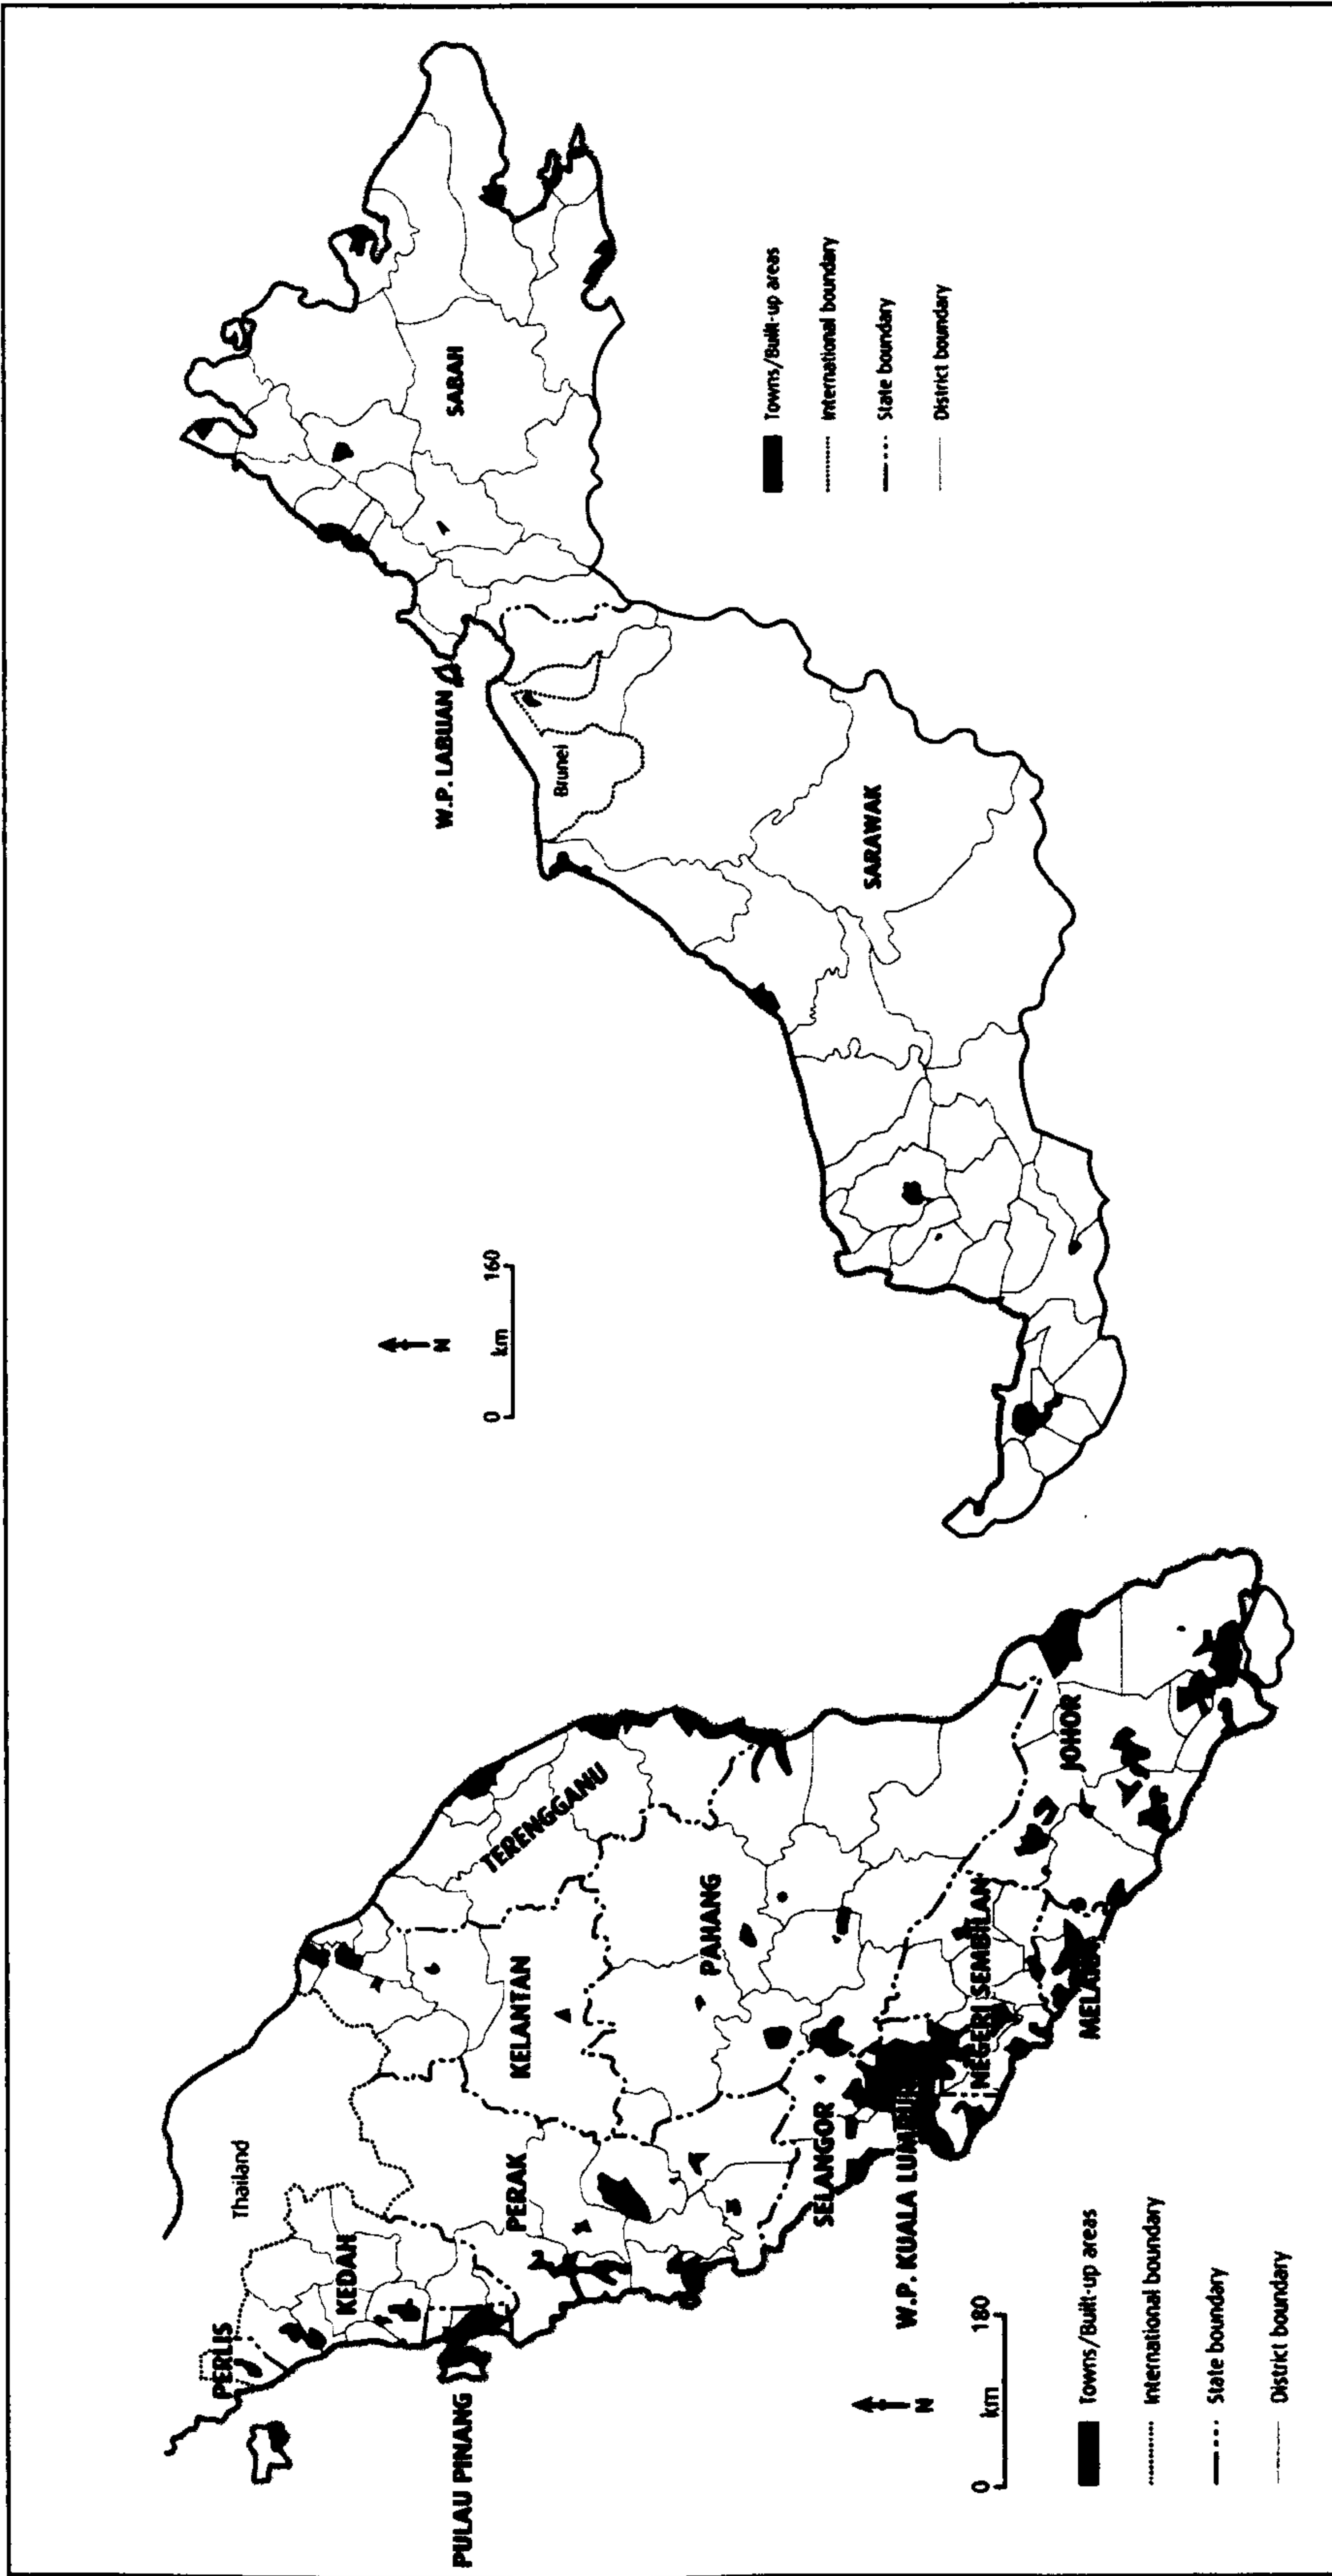 Thailand
PERLIS
KEDAH
PULAU PINANG
PERAK
KELANTAN
TERENGGANU
PAHANG
SELANGOR
W.P. KUALA LUMPUR
NEGERI SEMBILAN
MELAKA
JOHOR
N
0 km 180
Towns/Built-up areas
International boundary
State boundary
District boundary
N
0 km 160
W.P. LABUAN
Brunei
SABAH
SARAWAK
Towns/Built-up areas
International boundary
State boundary
District boundary